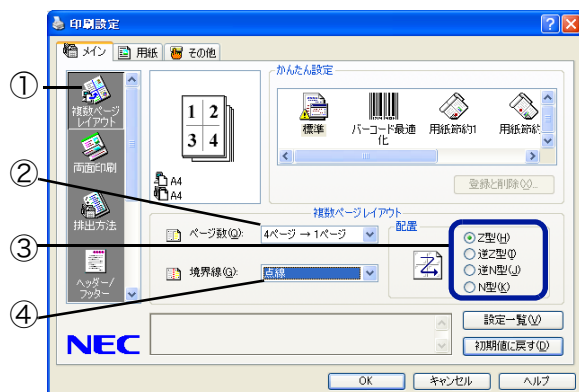 印刷設定
メイン 用紙 その他
①
複数ページ
レイアウト
両面印刷
排出方法
ヘッダー/
フッター
1 2
3 4
A4
A4
かんたん設定
標準
バーコード最適
化
用紙節約1
用紙節約
登録と削除(X)...
複数ページレイアウト
②
ページ数(Q):
4ページ → 1ページ
③
境界線(G):
点線
④
配置
Z
Z型(H)
逆Z型(I)
逆N型(J)
N型(K)
NEC
設定一覧(V)
初期値に戻す(D)
OK
キャンセル
ヘルプ